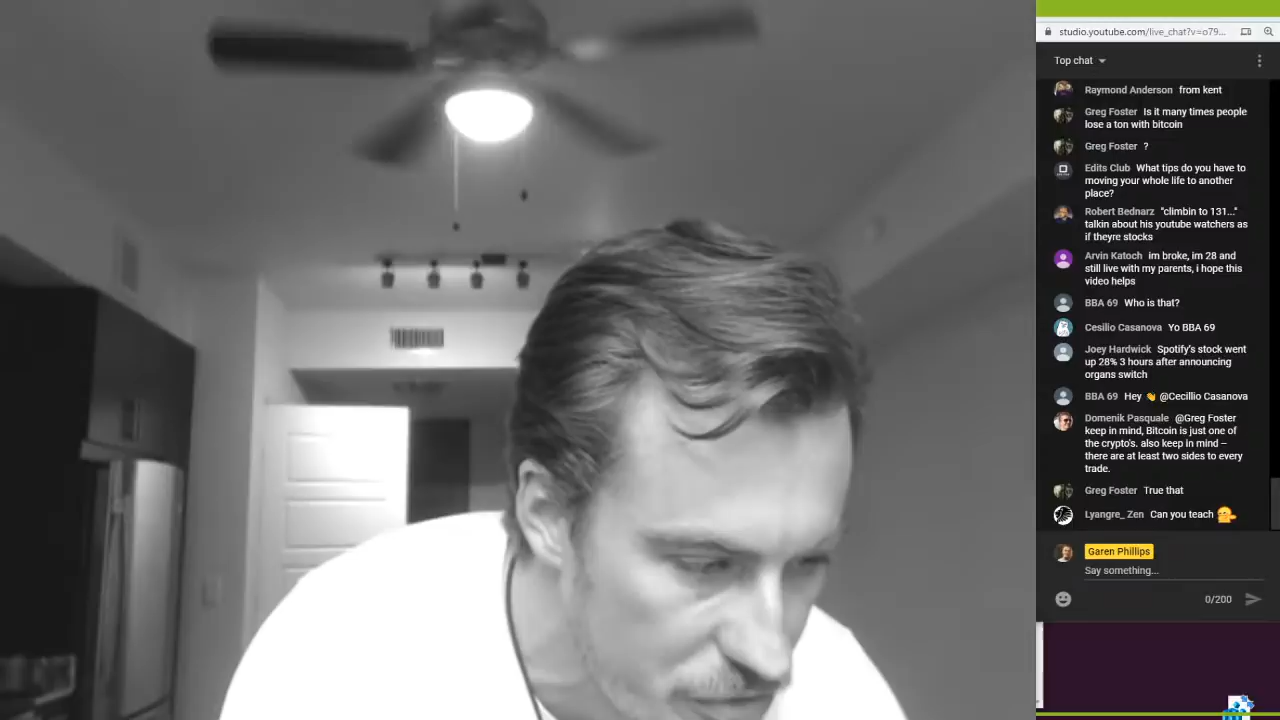 studio.youtube.com/live_chat?v=o79...
Top chat
Raymond Anderson from kent
Greg Foster Is it many times people
lose a ton with bitcoin
Greg Foster ?
Edits Club What tips do you have to
moving your whole life to another
place?
Robert Bednarz "climbin to 131..."
talkin about his youtube watchers as
if theyre stocks
Arvin Katoch im broke, im 28 and
still live with my parents, i hope this
video helps
BBA 69 Who is that?
Cesilio Casanova Yo BBA 69
Joey Hardwick Spotify's stock went
up 28% 3 hours after announcing
organs switch
BBA 69 Hey 👋 @Cecillio Casanova
Domenik Pasquale @Greg Foster
keep in mind, Bitcoin is just one of
the crypto's. also keep in mind –
there are at least two sides to every
trade.
Greg Foster True that
Lyangre_ Zen Can you teach
Garen Phillips
Say something...
0/200